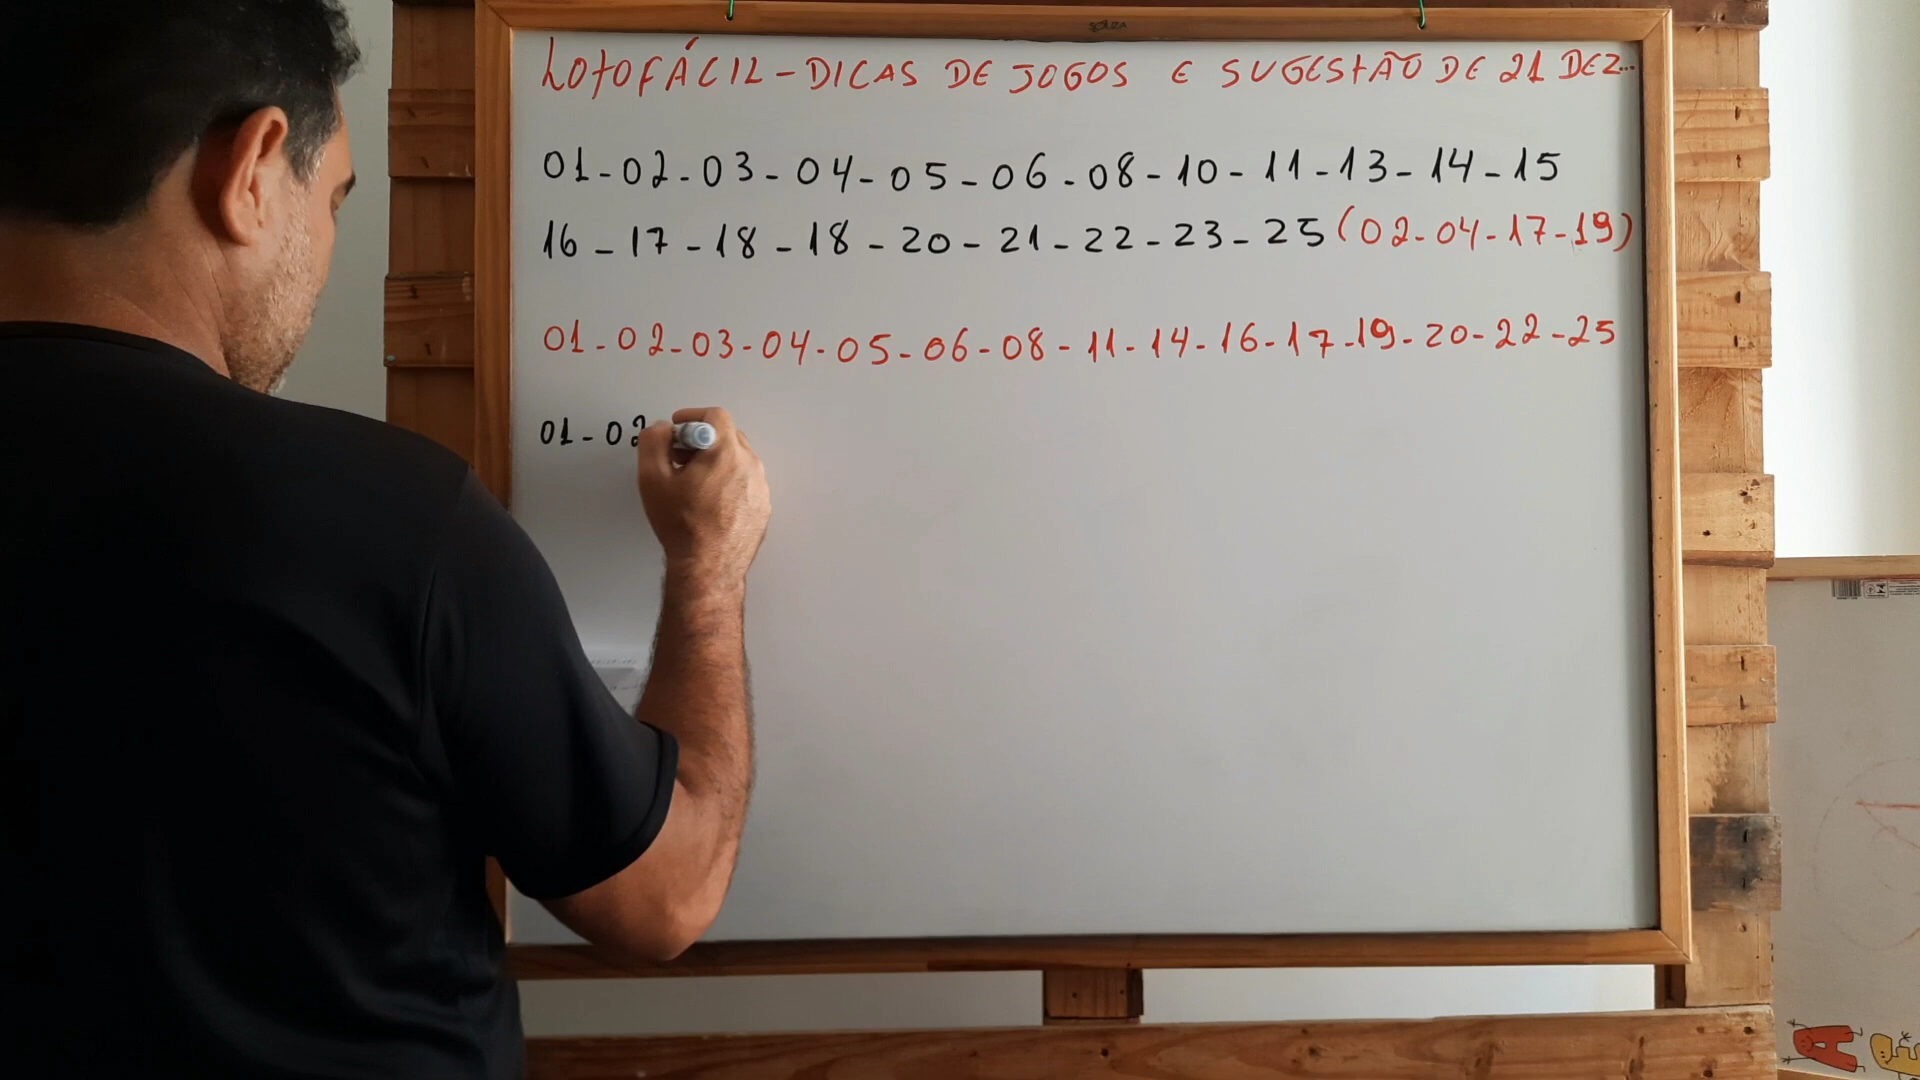 LOTOFÁCIL - DICAS DE JOGOS E SUGESTÃO DE 21 DEZ...
01 - 02 - 03 - 04 - 05 - 06 - 08 - 10 - 11 - 13 - 14 - 15
16 - 17 - 18 - 18 - 20 - 21 - 22 - 23 - 25 (02 - 04 - 17 - 19)
01 - 02 - 03 - 04 - 05 - 06 - 08 - 11 - 14 - 16 - 17 - 19 - 20 - 22 - 25
01 - 02
A E